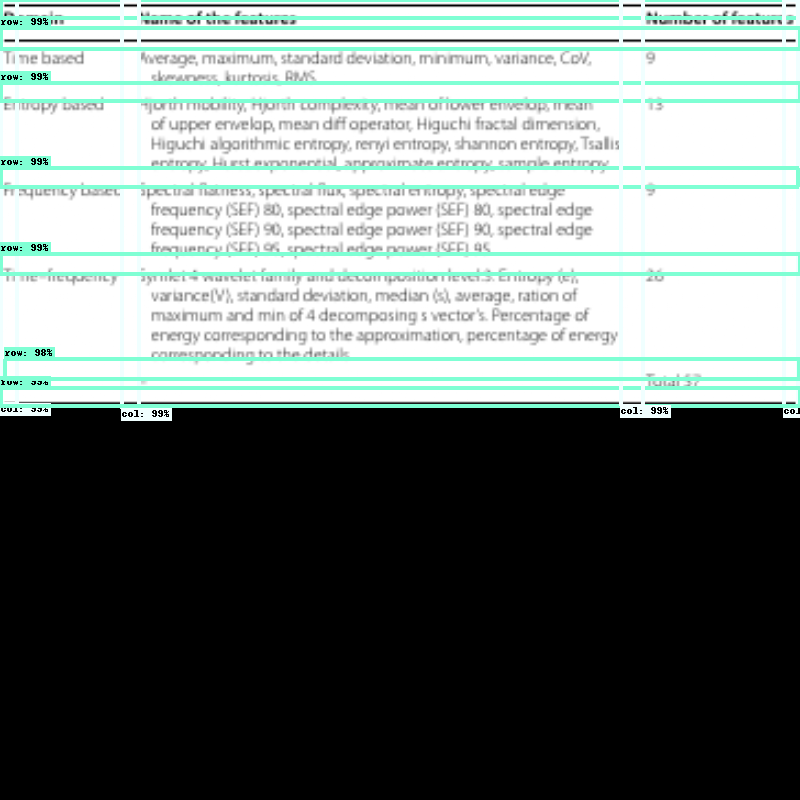 Domain Name of the features Number of features
row: 99%
Time based Average, maximum, standard deviation, minimum, variance, CoV, 9
row: 99% skewness, kurtosis, RMS
Entropy based Hjorth mobility, Hjorth complexity, mean of lower envelop, mean 13
of upper envelop, mean diff operator, Higuchi fractal dimension,
Higuchi algorithmic entropy, renyi entropy, shannon entropy, Tsallis
row: 99% entropy, Hurst exponential, approximate entropy, sample entropy
Frequency based Spectral flatness, spectral flux, spectral entropy, spectral edge 9
frequency (SEF) 80, spectral edge power (SEF) 80, spectral edge
frequency (SEF) 90, spectral edge power (SEF) 90, spectral edge
row: 99% frequency (SEF) 95, spectral edge power (SEF) 95
Time-frequency Symlet 4 wavelet family and decomposition level:5. Entropy (e), 26
variance(V), standard deviation, median (s), average, ration of
maximum and min of 4 decomposing s vector's. Percentage of
energy corresponding to the approximation, percentage of energy
row: 98% corresponding to the details
row: 99% Total 57
col: 99% col: 99% col: 99% col